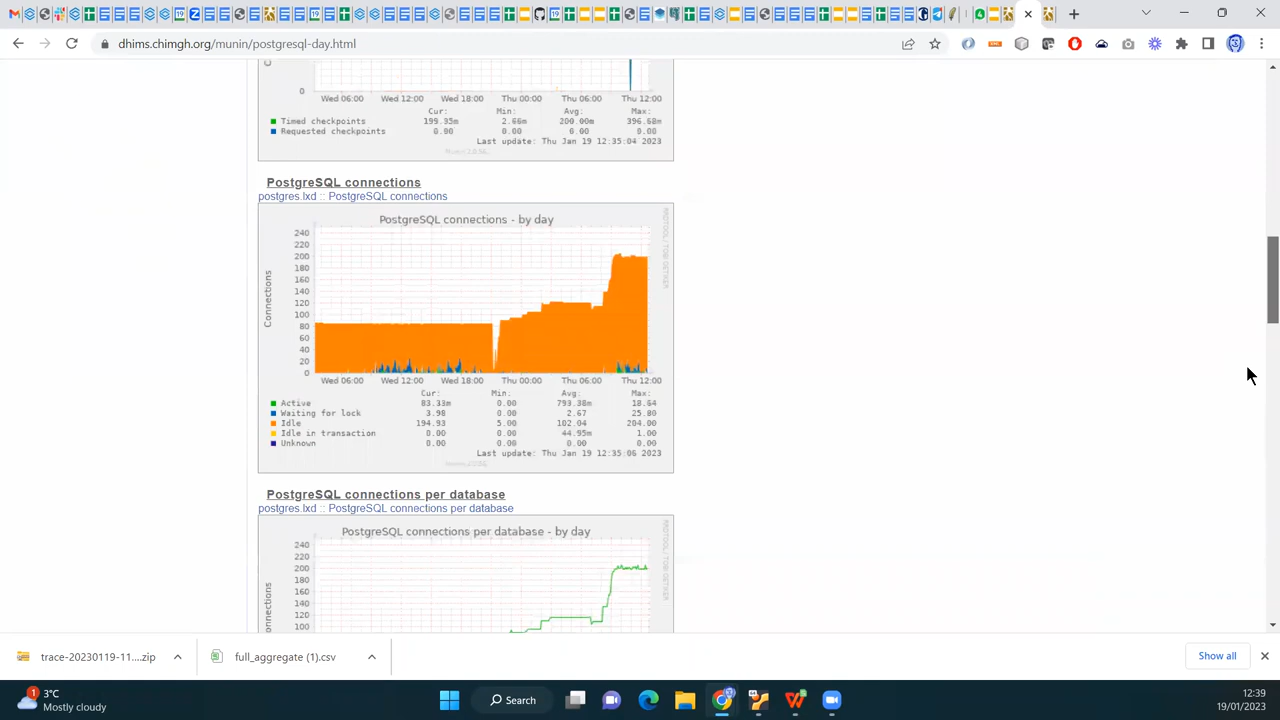 dhims.chimgh.org/munin/postgresql-day.html
0
Wed 06:00 Wed 12:00 Wed 18:00 Thu 00:00 Thu 06:00 Thu 12:00
Cur: Min: Avg: Max:
Timed checkpoints 199.35m 2.66m 200.00m 396.68m
Requested checkpoints 0.00 0.00 0.00 0.00
Last update: Thu Jan 19 12:35:04 2023
PostgreSQL connections
postgres.lxd :: PostgreSQL connections
PostgreSQL connections - by day
Connections
240
220
200
180
160
140
120
100
80
60
40
20
0
Wed 06:00 Wed 12:00 Wed 18:00 Thu 00:00 Thu 06:00 Thu 12:00
Cur: Min: Avg: Max:
Active 83.33m 0.00 793.38m 18.64
Waiting for lock 3.98 0.00 2.67 25.80
Idle 194.93 5.00 102.04 204.00
Idle in transaction 0.00 0.00 44.95m 1.00
Unknown 0.00 0.00 0.00 0.00
Last update: Thu Jan 19 12:35:06 2023
PostgreSQL connections per database
postgres.lxd :: PostgreSQL connections per database
PostgreSQL connections per database - by day
240
220
200
180
160
140
120
100
trace-20230119-11....zip
full_aggregate (1).csv
Show all
1
3°C
Mostly cloudy
Search
12:39
19/01/2023